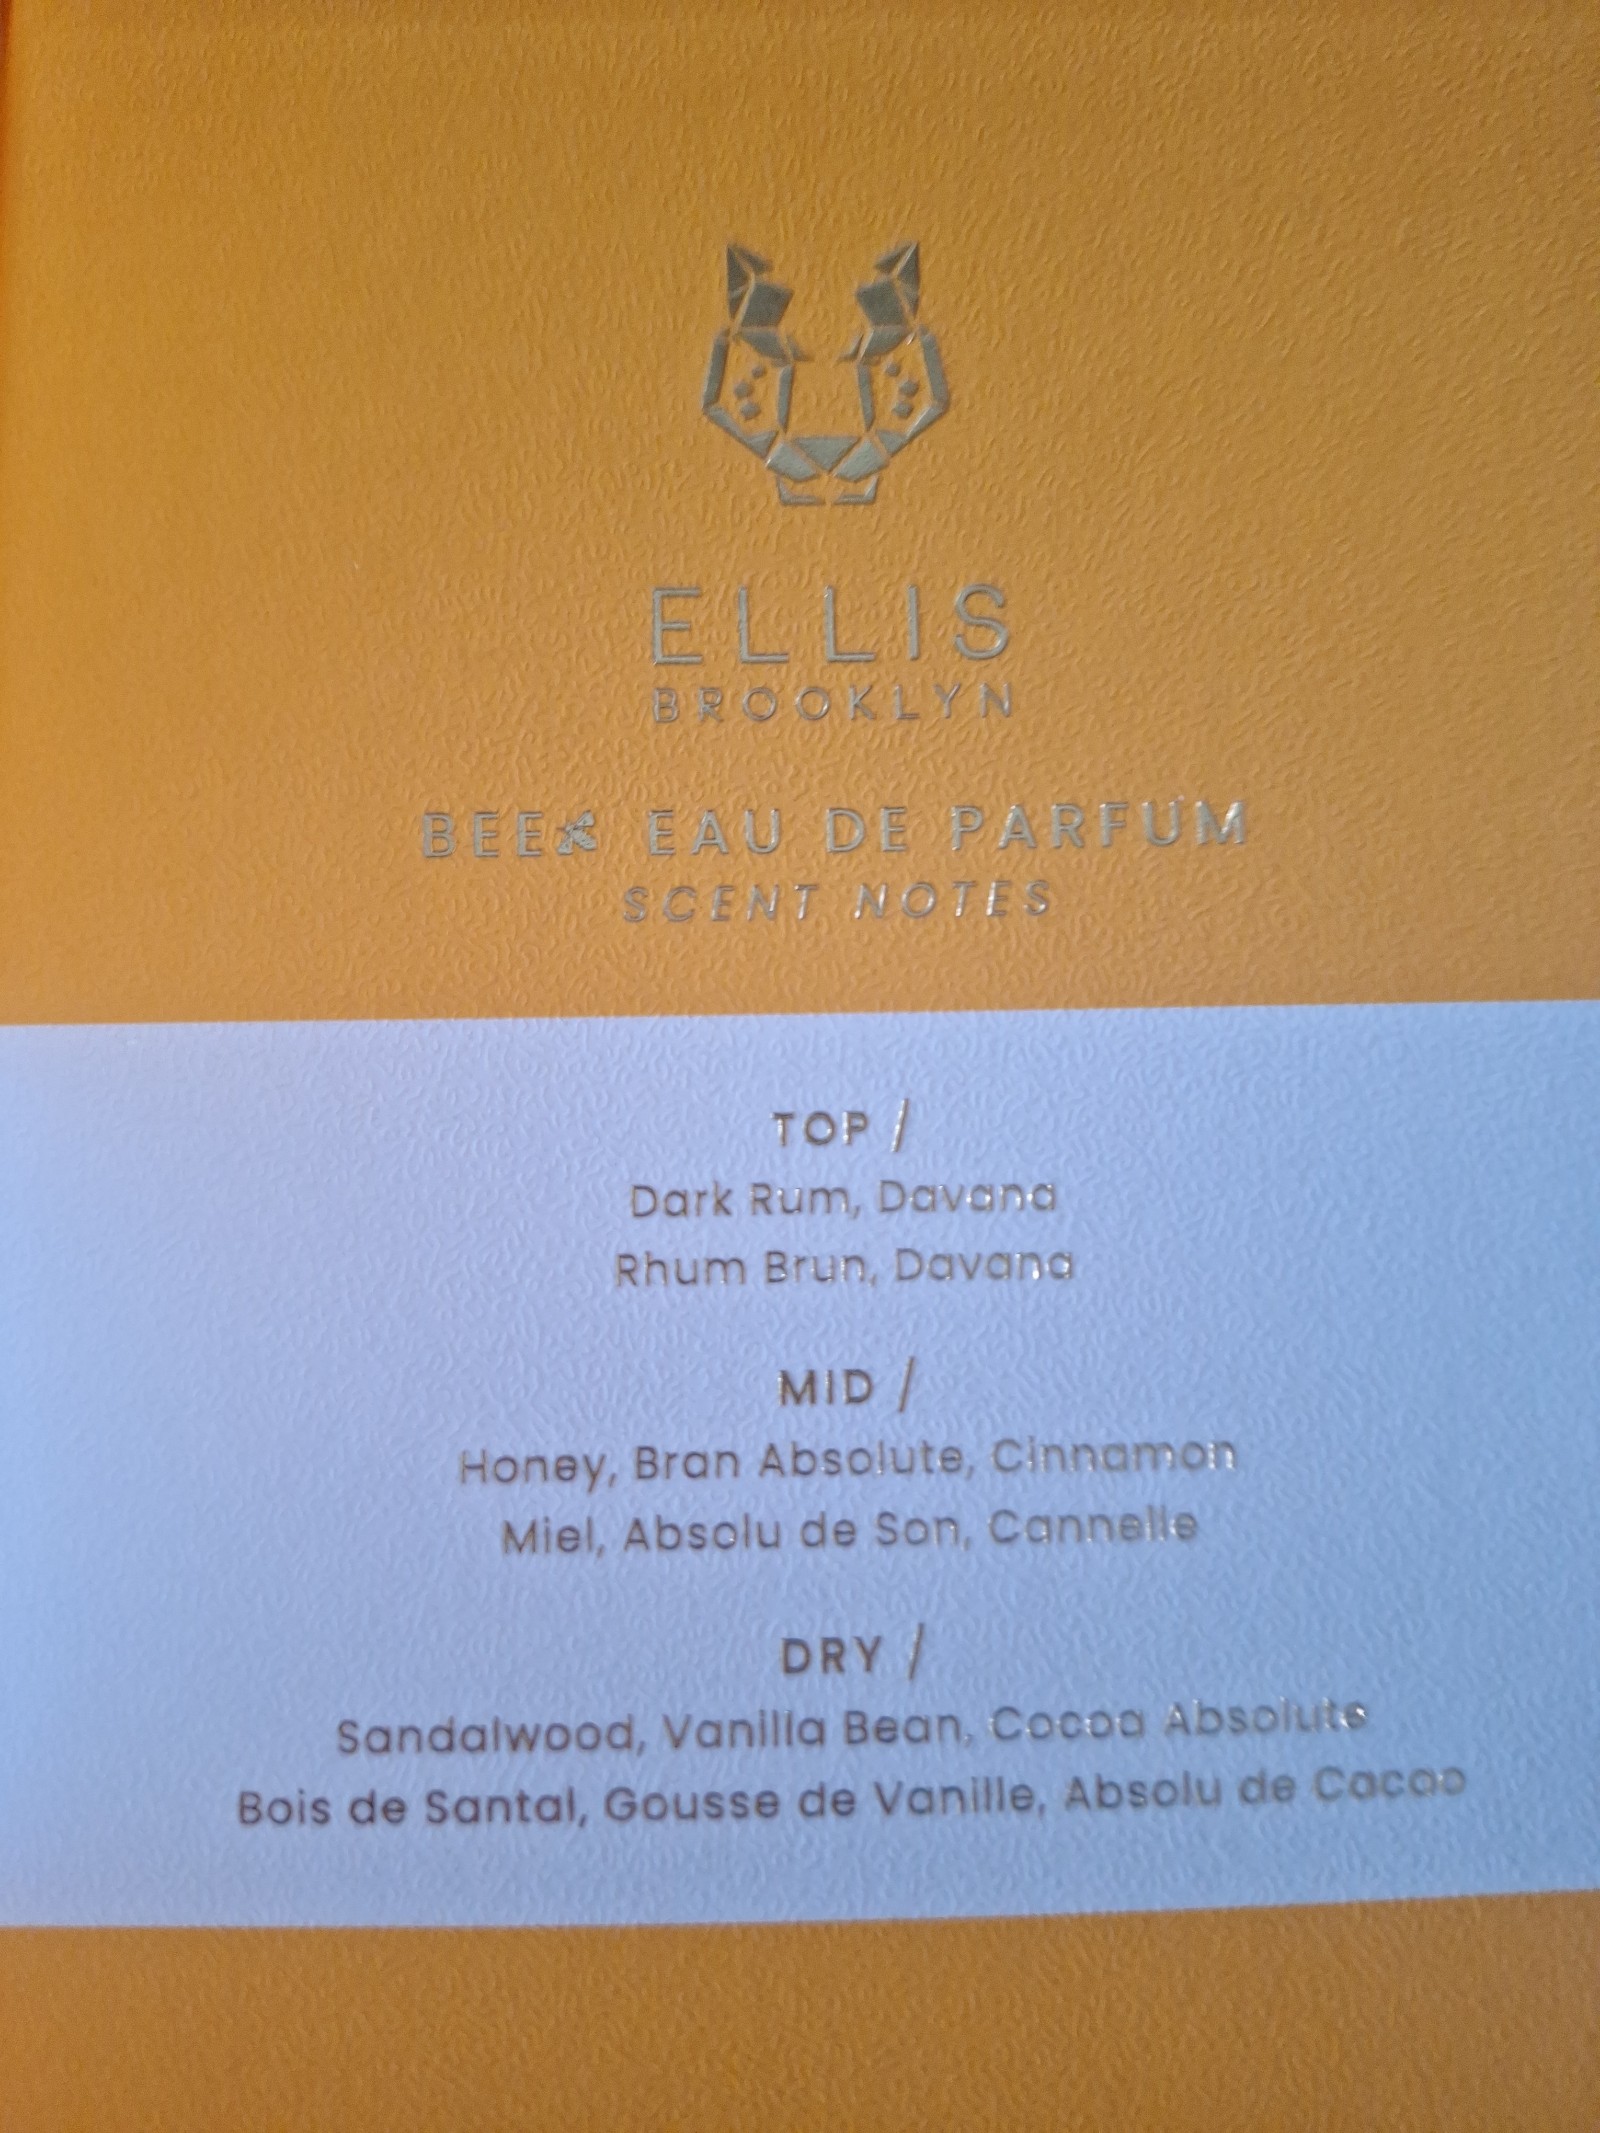 ELLIS
BROOKLYN
BEE EAU DE PARFUM
SCENT NOTES
TOP /
Dark Rum, Davana
Rhum Brun, Davana
MID /
Honey, Bran Absolute, Cinnamon
Miel, Absolu de Son, Cannelle
DRY /
Sandalwood, Vanilla Bean, Cocoa Absolute
Bois de Santal, Gousse de Vanille, Absolu de Cacao